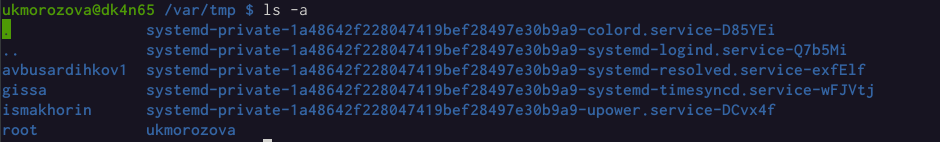 ukmorozova@dk4n65 /var/tmp $ ls -a
. systemd-private-1a48642f228047419bef28497e30b9a9-colord.service-D85YEi
.. systemd-private-1a48642f228047419bef28497e30b9a9-systemd-logind.service-Q7b5Mi
avbusardihkov1 systemd-private-1a48642f228047419bef28497e30b9a9-systemd-resolved.service-exfElf
gissa systemd-private-1a48642f228047419bef28497e30b9a9-systemd-timesyncd.service-wFJVtj
ismakhorin systemd-private-1a48642f228047419bef28497e30b9a9-upower.service-DCvx4f
root ukmorozova